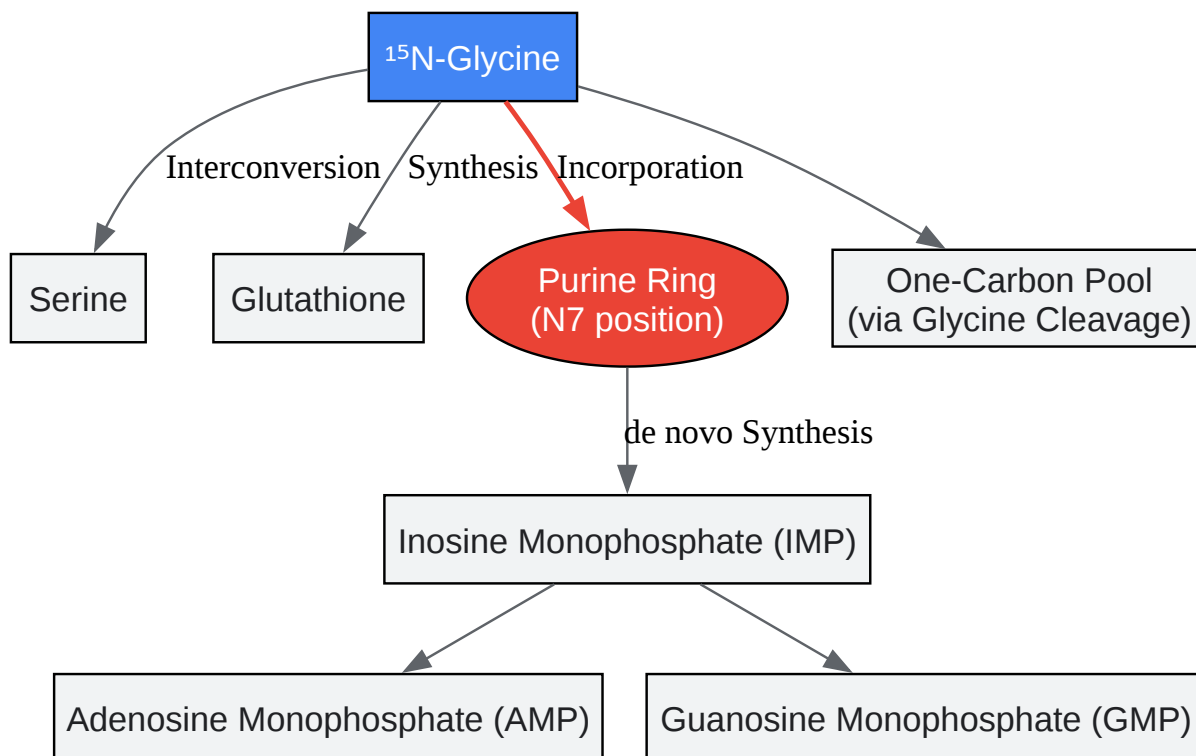 ¹⁵N-Glycine
Interconversion
Synthesis
Incorporation
Serine
Glutathione
Purine Ring
(N7 position)
One-Carbon Pool
(via Glycine Cleavage)
de novo Synthesis
Inosine Monophosphate (IMP)
Adenosine Monophosphate (AMP)
Guanosine Monophosphate (GMP)